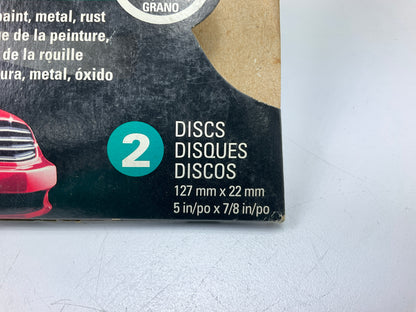 GRANO
paint, metal, rust
e de la peinture,
de la rouille
ura, metal, óxido
2
DISCS
DISQUES
DISCOS
127 mm x 22 mm
5 in/po x 7/8 in/po